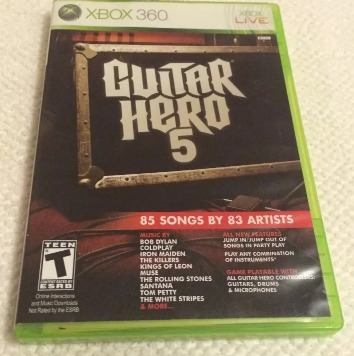 XBOX 360
XBOX
LIVE
GUITAR
HERO
5
85 SONGS BY 83 ARTISTS
MUSIC BY
BOB DYLAN
COLDPLAY
IRON MAIDEN
THE KILLERS
KINGS OF LEON
MUSE
THE ROLLING STONES
SANTANA
TOM PETTY
THE WHITE STRIPES
& MORE...
ALL NEW FEATURES
JUMP IN/JUMP OUT OF
SONGS IN PARTY PLAY
PLAY ANY COMBINATION
OF INSTRUMENTS*
GAME PLAYABLE WITH
ALL GUITAR HERO CONTROLLERS:
GUITARS, DRUMS
& MICROPHONES
TEEN
T
CONTENT RATED BY
ESRB
Online Interactions
and Music Downloads
Not Rated by the ESRB